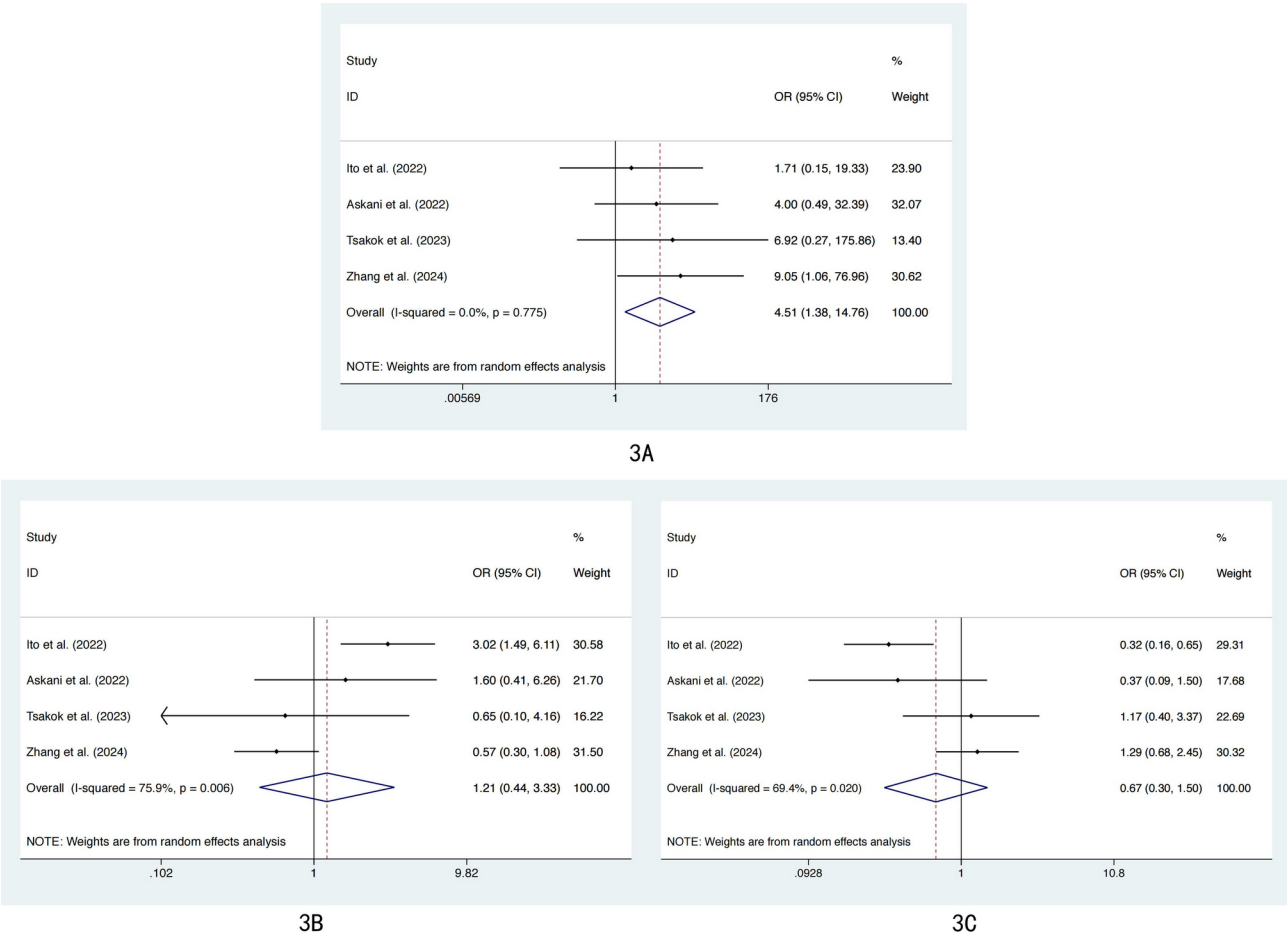 Study %
ID OR (95% CI) Weight
Ito et al. (2022) 1.71 (0.15, 19.33) 23.90
Askani et al. (2022) 4.00 (0.49, 32.39) 32.07
Tsakok et al. (2023) 6.92 (0.27, 175.86) 13.40
Zhang et al. (2024) 9.05 (1.06, 76.96) 30.62
Overall (I-squared = 0.0%, p = 0.775) 4.51 (1.38, 14.76) 100.00
NOTE: Weights are from random effects analysis
.00569 1 176
3A
Study %
ID OR (95% CI) Weight
Ito et al. (2022) 3.02 (1.49, 6.11) 30.58
Askani et al. (2022) 1.60 (0.41, 6.26) 21.70
Tsakok et al. (2023) 0.65 (0.10, 4.16) 16.22
Zhang et al. (2024) 0.57 (0.30, 1.08) 31.50
Overall (I-squared = 75.9%, p = 0.006) 1.21 (0.44, 3.33) 100.00
NOTE: Weights are from random effects analysis
.102 1 9.82
3B
Study %
ID OR (95% CI) Weight
Ito et al. (2022) 0.32 (0.16, 0.65) 29.31
Askani et al. (2022) 0.37 (0.09, 1.50) 17.68
Tsakok et al. (2023) 1.17 (0.40, 3.37) 22.69
Zhang et al. (2024) 1.29 (0.68, 2.45) 30.32
Overall (I-squared = 69.4%, p = 0.020) 0.67 (0.30, 1.50) 100.00
NOTE: Weights are from random effects analysis
.0928 1 10.8
3C